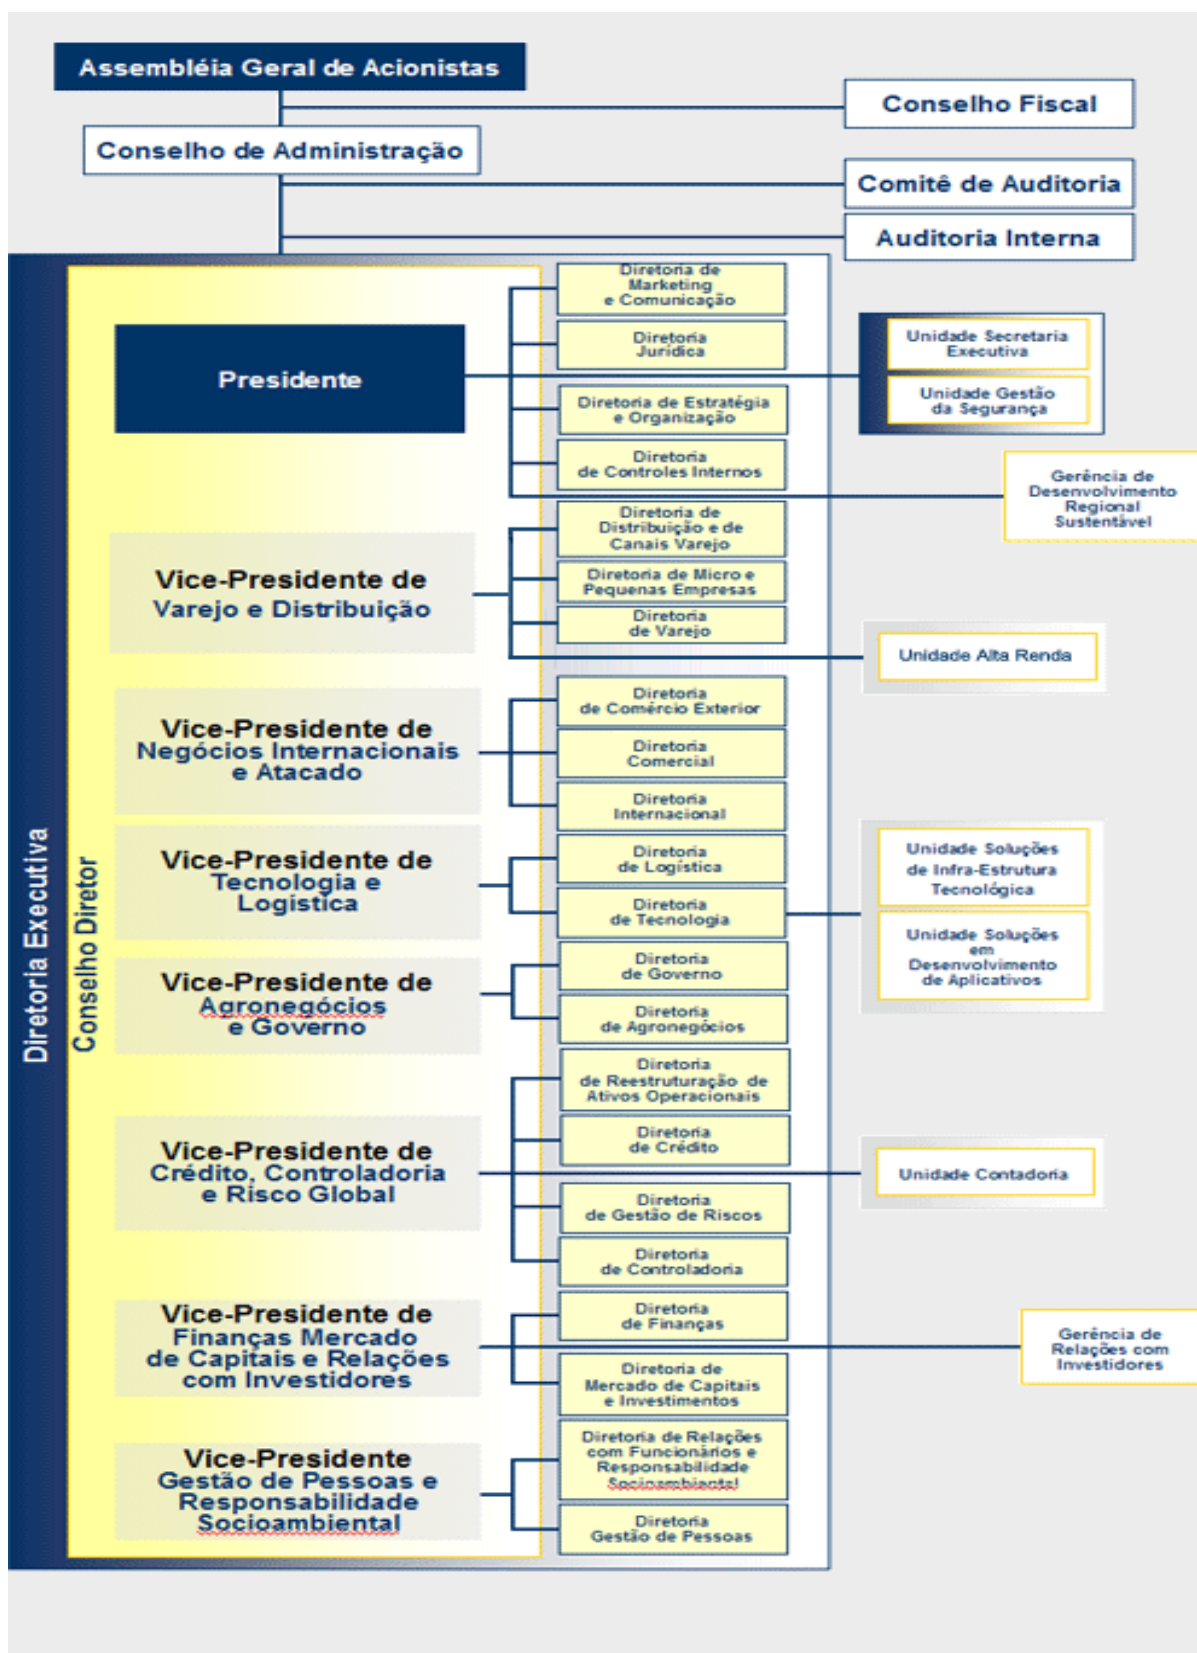 Assembléia Geral de Acionistas
Conselho Fiscal
Conselho de Administração
Comitê de Auditoria
Auditoria Interna
Diretoria Executiva
Conselho Diretor
Presidente
Diretoria de
Marketing
e Comunicação
Diretoria
Jurídica
Diretoria de Estratégia
e Organização
Diretoria
de Controles Internos
Unidade Secretaria
Executiva
Unidade Gestão
da Segurança
Gerência de
Desenvolvimento
Regional
Sustentável
Vice-Presidente de
Varejo e Distribuição
Diretoria de
Distribuição e de
Canais Varejo
Diretoria de Micro e
Pequenas Empresas
Diretoria
de Varejo
Unidade Alta Renda
Vice-Presidente de
Negócios Internacionais
e Atacado
Diretoria
de Comércio Exterior
Diretoria
Comercial
Diretoria
Internacional
Vice-Presidente de
Tecnologia e
Logística
Diretoria
de Logística
Diretoria
de Tecnologia
Unidade Soluções
de Infra-Estrutura
Tecnológica
Unidade Soluções
em
Desenvolvimento
de Aplicativos
Vice-Presidente de
Agronegócios
e Governo
Diretoria
de Governo
Diretoria
de Agronegócios
Vice-Presidente de
Crédito, Controladoria
e Risco Global
Diretoria
de Reestruturação de
Ativos Operacionais
Diretoria
de Crédito
Diretoria
de Gestão de Riscos
Diretoria
de Controladoria
Unidade Contadoria
Vice-Presidente de
Finanças Mercado
de Capitais e Relações
com Investidores
Diretoria
de Finanças
Diretoria de
Mercado de Capitais
e Investimentos
Gerência de
Relações com
Investidores
Vice-Presidente
Gestão de Pessoas e
Responsabilidade
Socioambiental
Diretoria de Relações
com Funcionários e
Responsabilidade
Socioambiental
Diretoria
Gestão de Pessoas